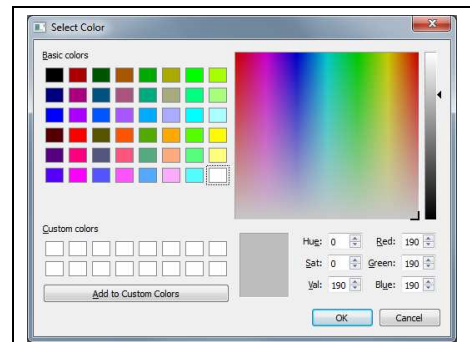 Select Color
Basic colors
Custom colors
Add to Custom Colors
Hue: 0 Red: 190
Sat: 0 Green: 190
Val: 190 Blue: 190
OK Cancel